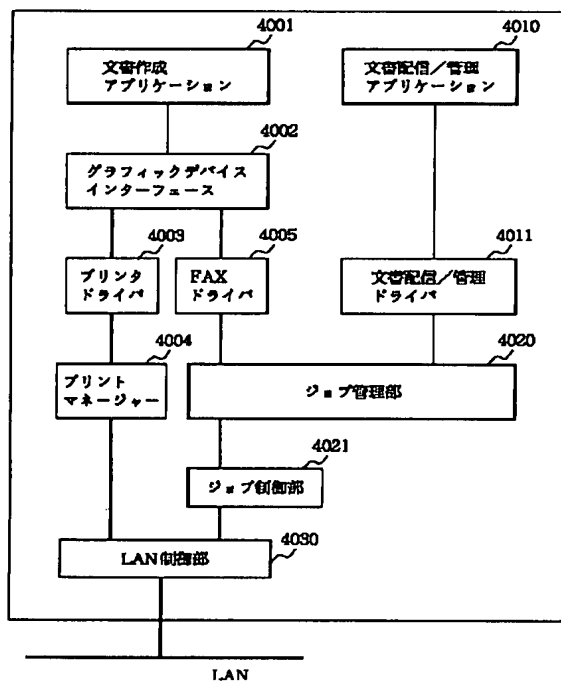 4001
文書作成
アプリケーション
4010
文書配信／管理
アプリケーション
4002
グラフィックデバイス
インターフェース
4003
プリンタ
ドライバ
4005
FAX
ドライバ
4011
文書配信／管理
ドライバ
4004
プリント
マネージャー
4020
ジョブ管理部
4021
ジョブ制御部
LAN制御部
4030
LAN